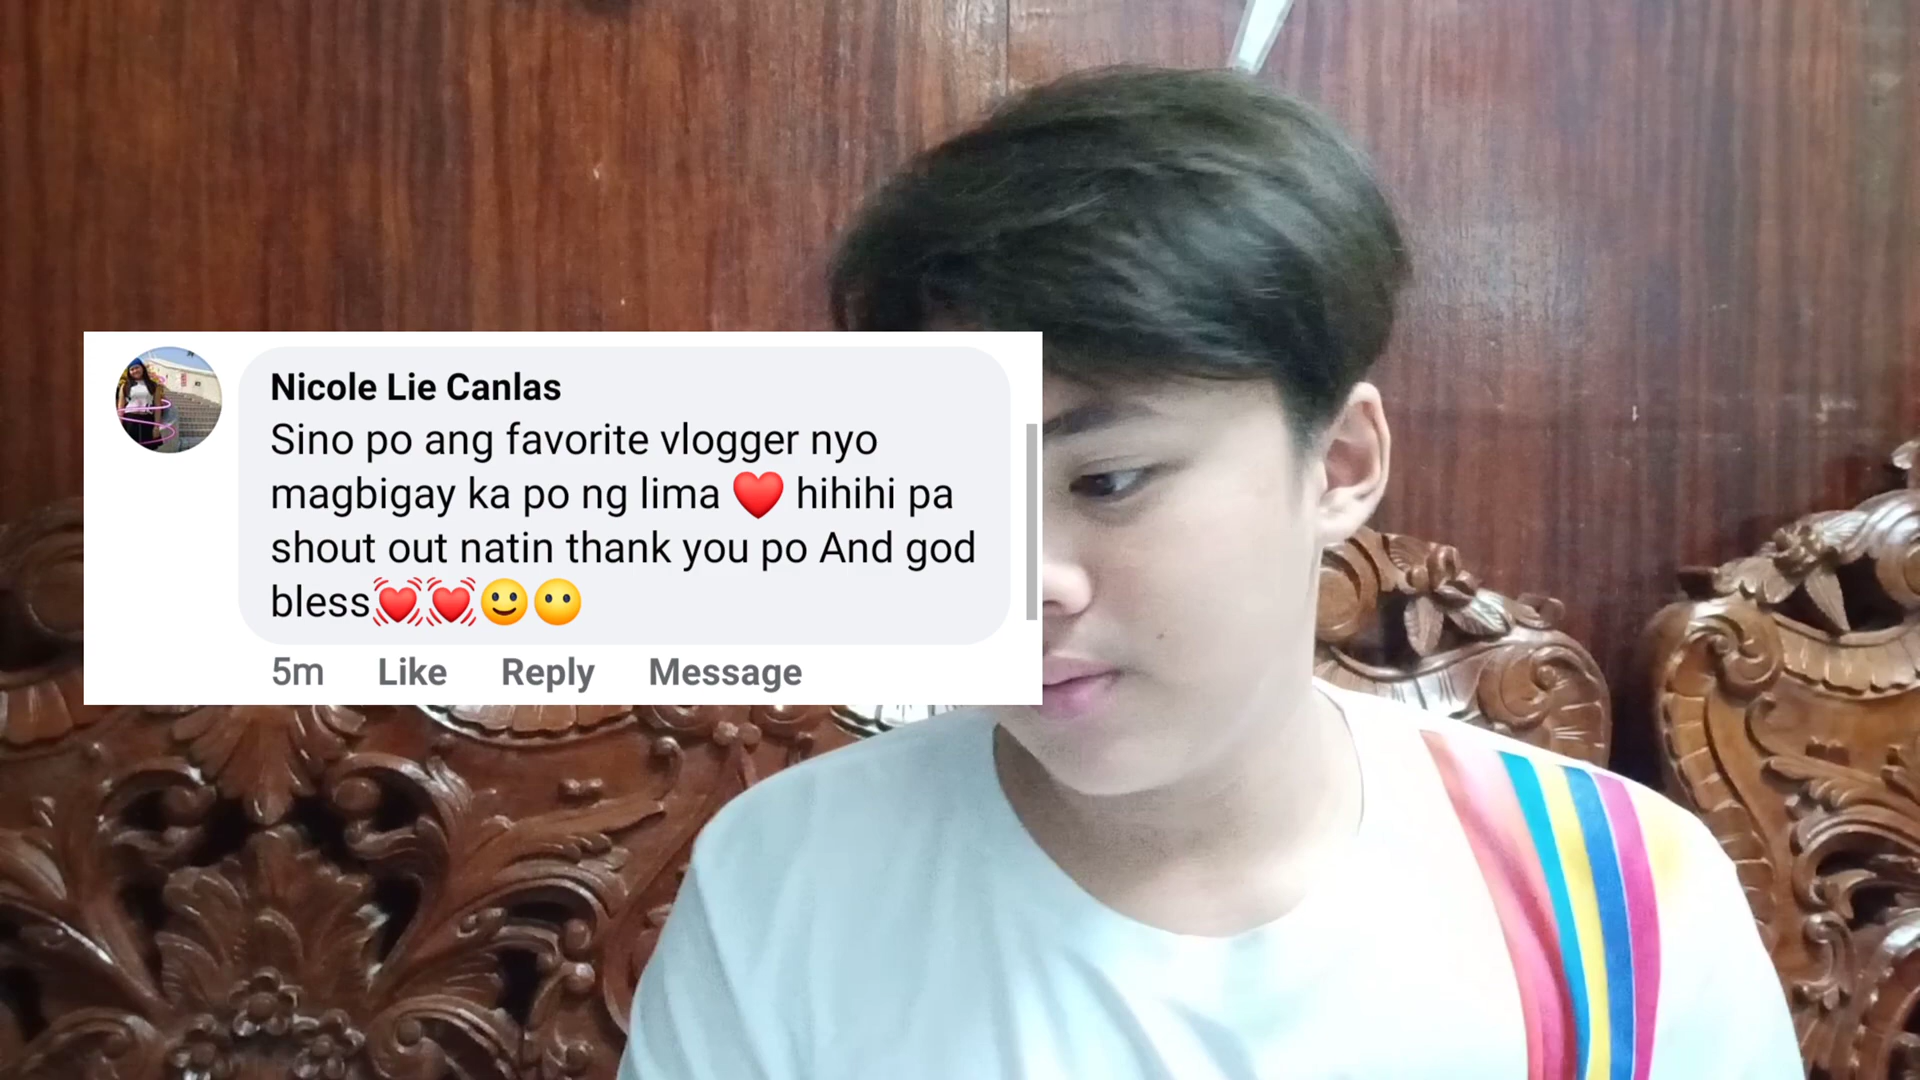 Nicole Lie Canlas
Sino po ang favorite vlogger nyo
magbigay ka po ng lima ❤️ hihihi pa
shout out natin thank you po And god
bless💓💓🙂😶
5m Like Reply Message